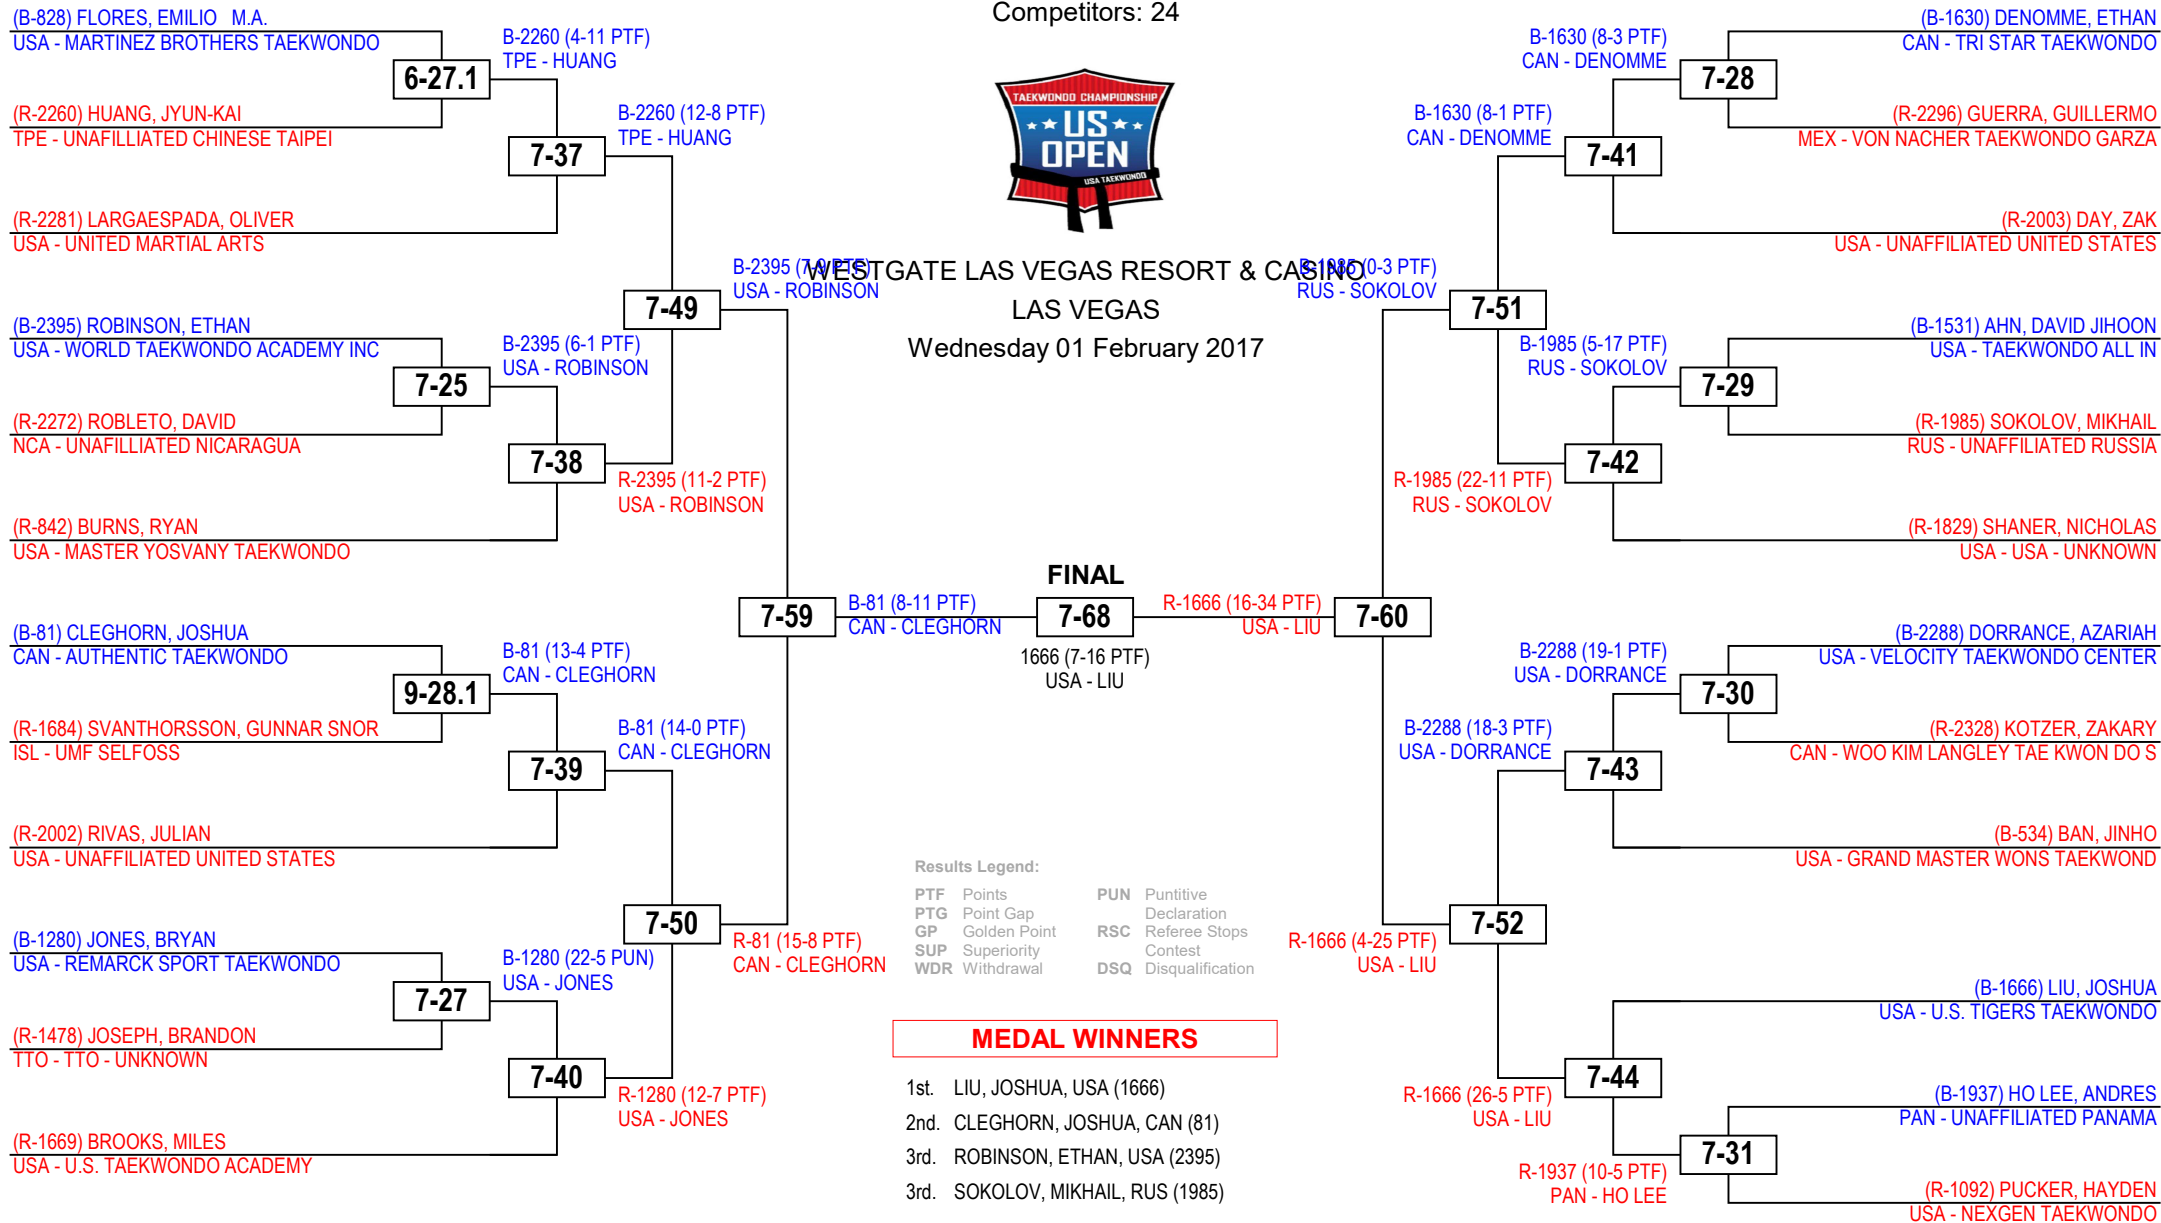 Competitors: 24
TAEKWONDO CHAMPIONSHIP
US
OPEN
USA TAEKWONDO
WESTGATE LAS VEGAS RESORT & CASINO
LAS VEGAS
Wednesday 01 February 2017
(B-828) FLORES, EMILIO M.A.
USA - MARTINEZ BROTHERS TAEKWONDO
6-27.1
(R-2260) HUANG, JYUN-KAI
TPE - UNAFILLIATED CHINESE TAIPEI
B-2260 (4-11 PTF)
TPE - HUANG
7-37
(R-2281) LARGAESPADA, OLIVER
USA - UNITED MARTIAL ARTS
B-2260 (12-8 PTF)
TPE - HUANG
7-49
(B-2395) ROBINSON, ETHAN
USA - WORLD TAEKWONDO ACADEMY INC
7-25
(R-2272) ROBLETO, DAVID
NCA - UNAFILLIATED NICARAGUA
B-2395 (6-1 PTF)
USA - ROBINSON
7-38
(R-842) BURNS, RYAN
USA - MASTER YOSVANY TAEKWONDO
R-2395 (11-2 PTF)
USA - ROBINSON
B-2395 (7-9 PTF)
USA - ROBINSON
7-59
(B-81) CLEGHORN, JOSHUA
CAN - AUTHENTIC TAEKWONDO
9-28.1
(R-1684) SVANTHORSSON, GUNNAR SNOR
ISL - UMF SELFOSS
B-81 (13-4 PTF)
CAN - CLEGHORN
7-39
(R-2002) RIVAS, JULIAN
USA - UNAFFILIATED UNITED STATES
B-81 (14-0 PTF)
CAN - CLEGHORN
7-50
(B-1280) JONES, BRYAN
USA - REMARCK SPORT TAEKWONDO
7-27
(R-1478) JOSEPH, BRANDON
TTO - TTO - UNKNOWN
B-1280 (22-5 PUN)
USA - JONES
7-40
(R-1669) BROOKS, MILES
USA - U.S. TAEKWONDO ACADEMY
R-1280 (12-7 PTF)
USA - JONES
R-81 (15-8 PTF)
CAN - CLEGHORN
B-81 (8-11 PTF)
CAN - CLEGHORN
FINAL
7-68
1666 (7-16 PTF)
USA - LIU
R-1666 (16-34 PTF)
USA - LIU
7-60
(B-1630) DENOMME, ETHAN
CAN - TRI STAR TAEKWONDO
7-28
(R-2296) GUERRA, GUILLERMO
MEX - VON NACHER TAEKWONDO GARZA
B-1630 (8-3 PTF)
CAN - DENOMME
7-41
(R-2003) DAY, ZAK
USA - UNAFFILIATED UNITED STATES
B-1630 (8-1 PTF)
CAN - DENOMME
7-51
B-1985 (0-3 PTF)
RUS - SOKOLOV
(B-1531) AHN, DAVID JIHOON
USA - TAEKWONDO ALL IN
7-29
(R-1985) SOKOLOV, MIKHAIL
RUS - UNAFFILIATED RUSSIA
B-1985 (5-17 PTF)
RUS - SOKOLOV
7-42
(R-1829) SHANER, NICHOLAS
USA - USA - UNKNOWN
R-1985 (22-11 PTF)
RUS - SOKOLOV
(B-2288) DORRANCE, AZARIAH
USA - VELOCITY TAEKWONDO CENTER
7-30
(R-2328) KOTZER, ZAKARY
CAN - WOO KIM LANGLEY TAE KWON DO S
B-2288 (19-1 PTF)
USA - DORRANCE
7-43
(B-534) BAN, JINHO
USA - GRAND MASTER WONS TAEKWOND
B-2288 (18-3 PTF)
USA - DORRANCE
7-52
R-1666 (4-25 PTF)
USA - LIU
(B-1666) LIU, JOSHUA
USA - U.S. TIGERS TAEKWONDO
7-44
R-1666 (26-5 PTF)
USA - LIU
(B-1937) HO LEE, ANDRES
PAN - UNAFFILIATED PANAMA
7-31
(R-1092) PUCKER, HAYDEN
USA - NEXGEN TAEKWONDO
R-1937 (10-5 PTF)
PAN - HO LEE
Results Legend:
PTF Points
PTG Point Gap
GP Golden Point
SUP Superiority
WDR Withdrawal
PUN Puntitive
Declaration
RSC Referee Stops
Contest
DSQ Disqualification
MEDAL WINNERS
1st. LIU, JOSHUA, USA (1666)
2nd. CLEGHORN, JOSHUA, CAN (81)
3rd. ROBINSON, ETHAN, USA (2395)
3rd. SOKOLOV, MIKHAIL, RUS (1985)